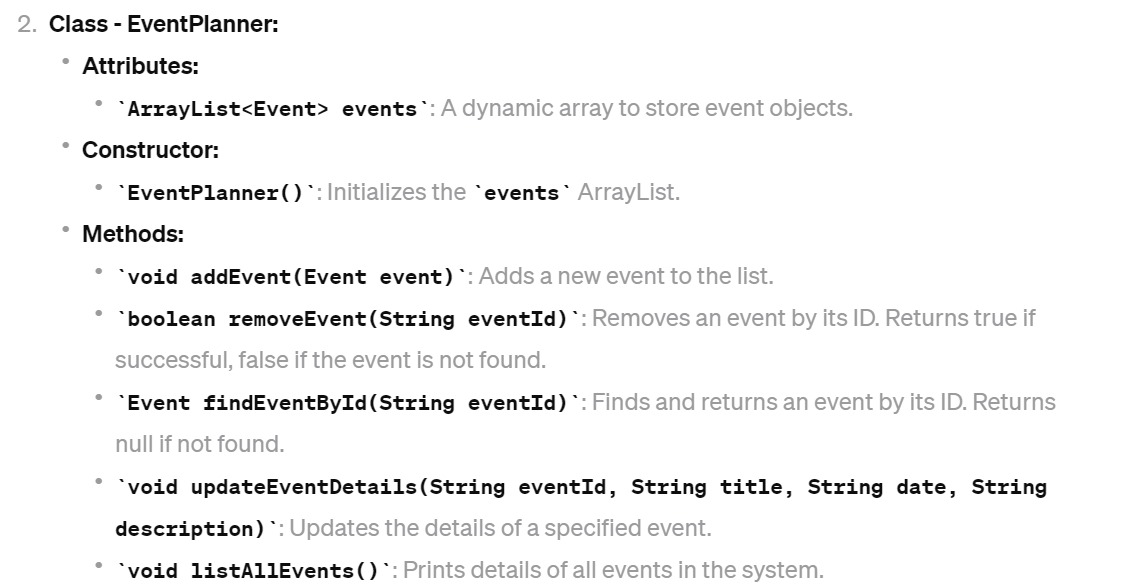 2. Class - EventPlanner:
• Attributes:
• `ArrayList<Event> events`: A dynamic array to store event objects.
• Constructor:
• `EventPlanner()`: Initializes the `events` ArrayList.
• Methods:
• `void addEvent(Event event)`: Adds a new event to the list.
• `boolean removeEvent(String eventId)`: Removes an event by its ID. Returns true if
successful, false if the event is not found.
• `Event findEventById(String eventId)`: Finds and returns an event by its ID. Returns
null if not found.
• `void updateEventDetails(String eventId, String title, String date, String
description)`: Updates the details of a specified event.
• `void listAllEvents()`: Prints details of all events in the system.